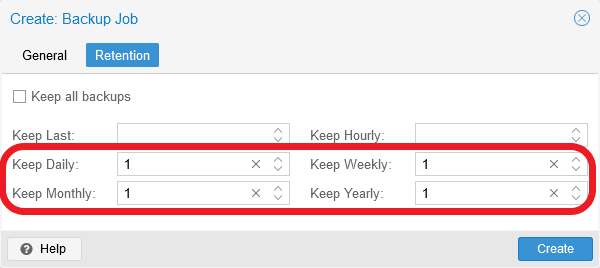 Create: Backup Job
General Retention
Keep all backups
Keep Last: Keep Hourly:
Keep Daily: 1 Keep Weekly: 1
Keep Monthly: 1 Keep Yearly: 1
Help Create